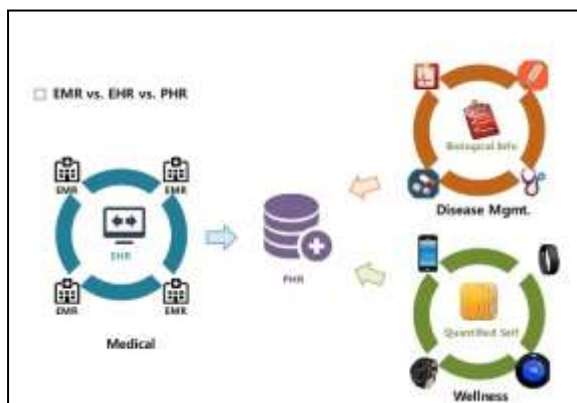 EMR vs. EHR vs. PHR
EMR
EMR
EHR
EMR
EMR
Medical
PHR
Biological Info
Disease Mgmt.
Quantified Self
Wellness